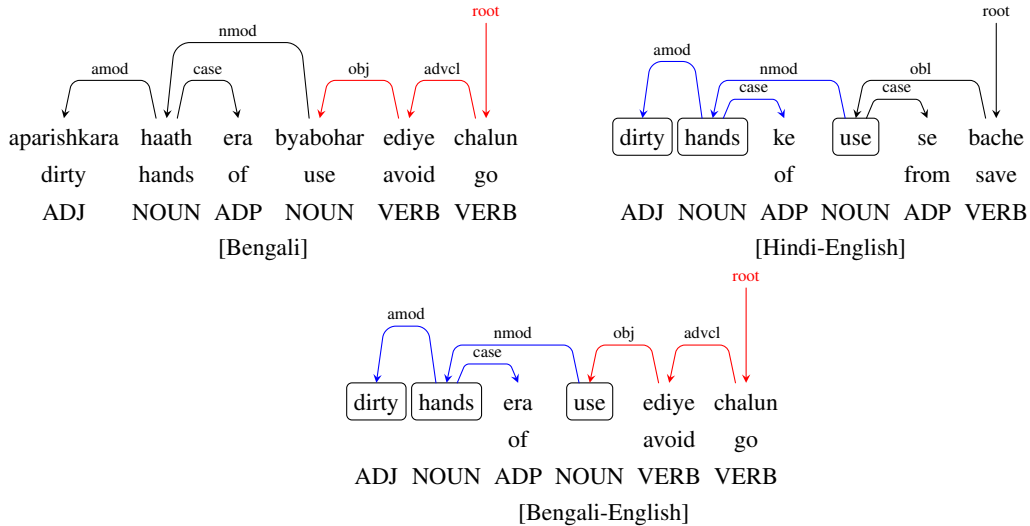 root
nmod
amod case obj advcl
aparishkara haath era byabohar ediye chalun
dirty hands of use avoid go
ADJ NOUN ADP NOUN VERB VERB
[Bengali]
root
amod nmod obl
case case
dirty hands ke use se bache
of from save
ADJ NOUN ADP NOUN ADP VERB
[Hindi-English]
root
amod nmod obj advcl
case
dirty hands era use ediye chalun
of avoid go
ADJ NOUN ADP NOUN VERB VERB
[Bengali-English]